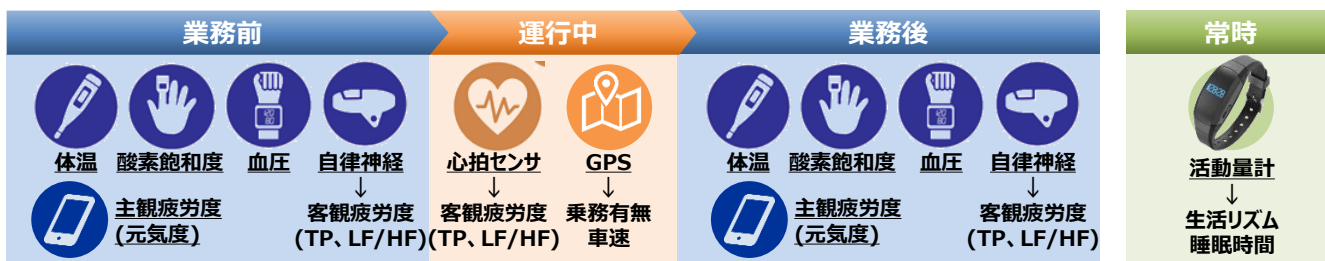 業務前
運行中
業務後
常時
体温
酸素飽和度
血圧
自律神経
↓
客観疲労度
(TP、LF/HF)
主観疲労度
(元気度)
心拍センサ
↓
客観疲労度
(TP、LF/HF)
GPS
↓
乗務有無
車速
体温
酸素飽和度
血圧
自律神経
↓
客観疲労度
(TP、LF/HF)
主観疲労度
(元気度)
活動量計
↓
生活リズム
睡眠時間